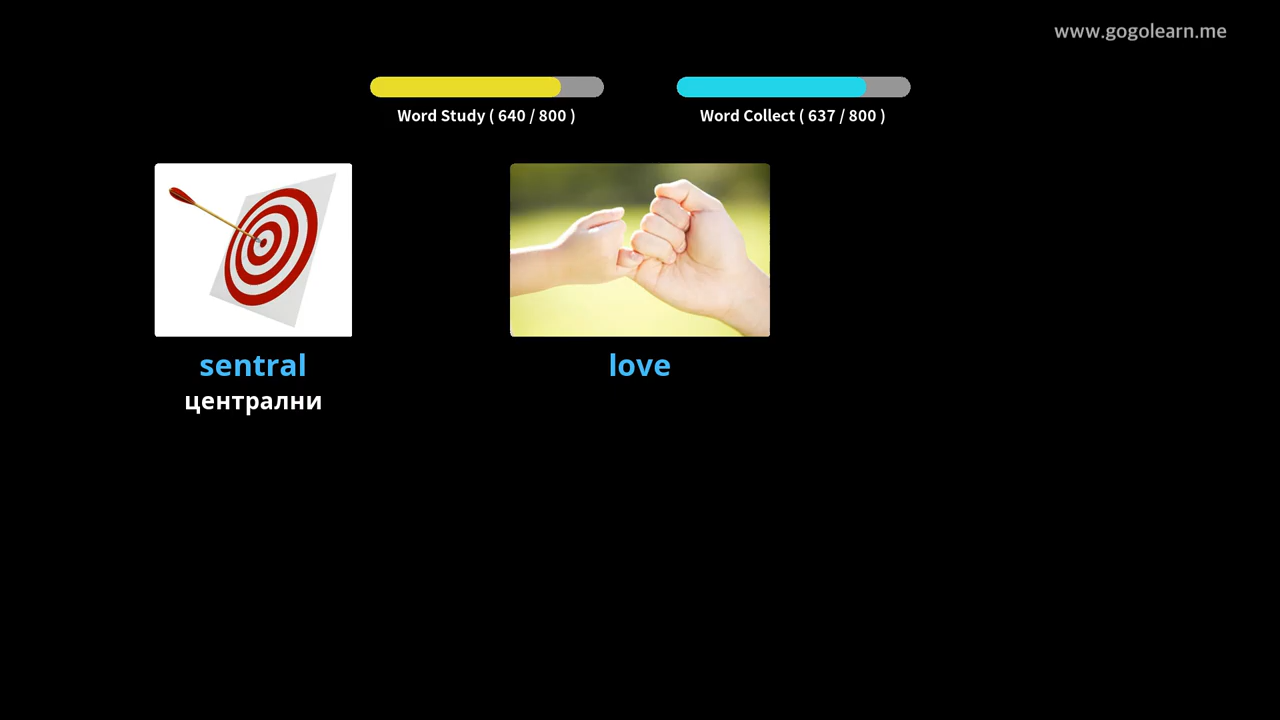 www.gogolearn.me
Word Study ( 640 / 800 )
Word Collect ( 637 / 800 )
sentral
централни
love